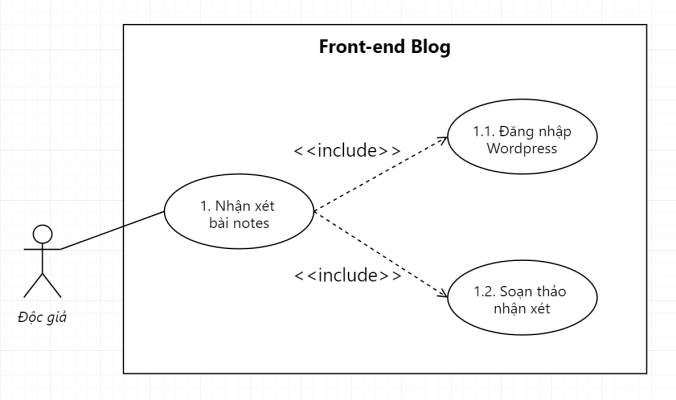 Front-end Blog
1.1. Đăng nhập
Wordpress
<<include>>
1. Nhận xét
bài notes
<<include>>
1.2. Soạn thảo
nhận xét
Độc giả